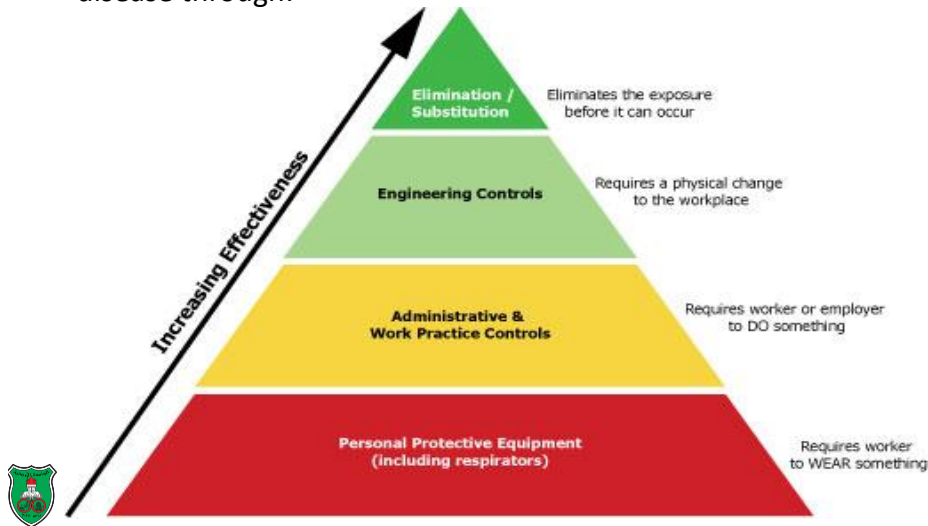 disease through:
Elimination /
Substitution
Eliminates the exposure
before it can occur
Engineering Controls
Requires a physical change
to the workplace
Increasing Effectiveness
Administrative &
Work Practice Controls
Requires worker or employer
to DO something
Personal Protective Equipment
(including respirators)
Requires worker
to WEAR something